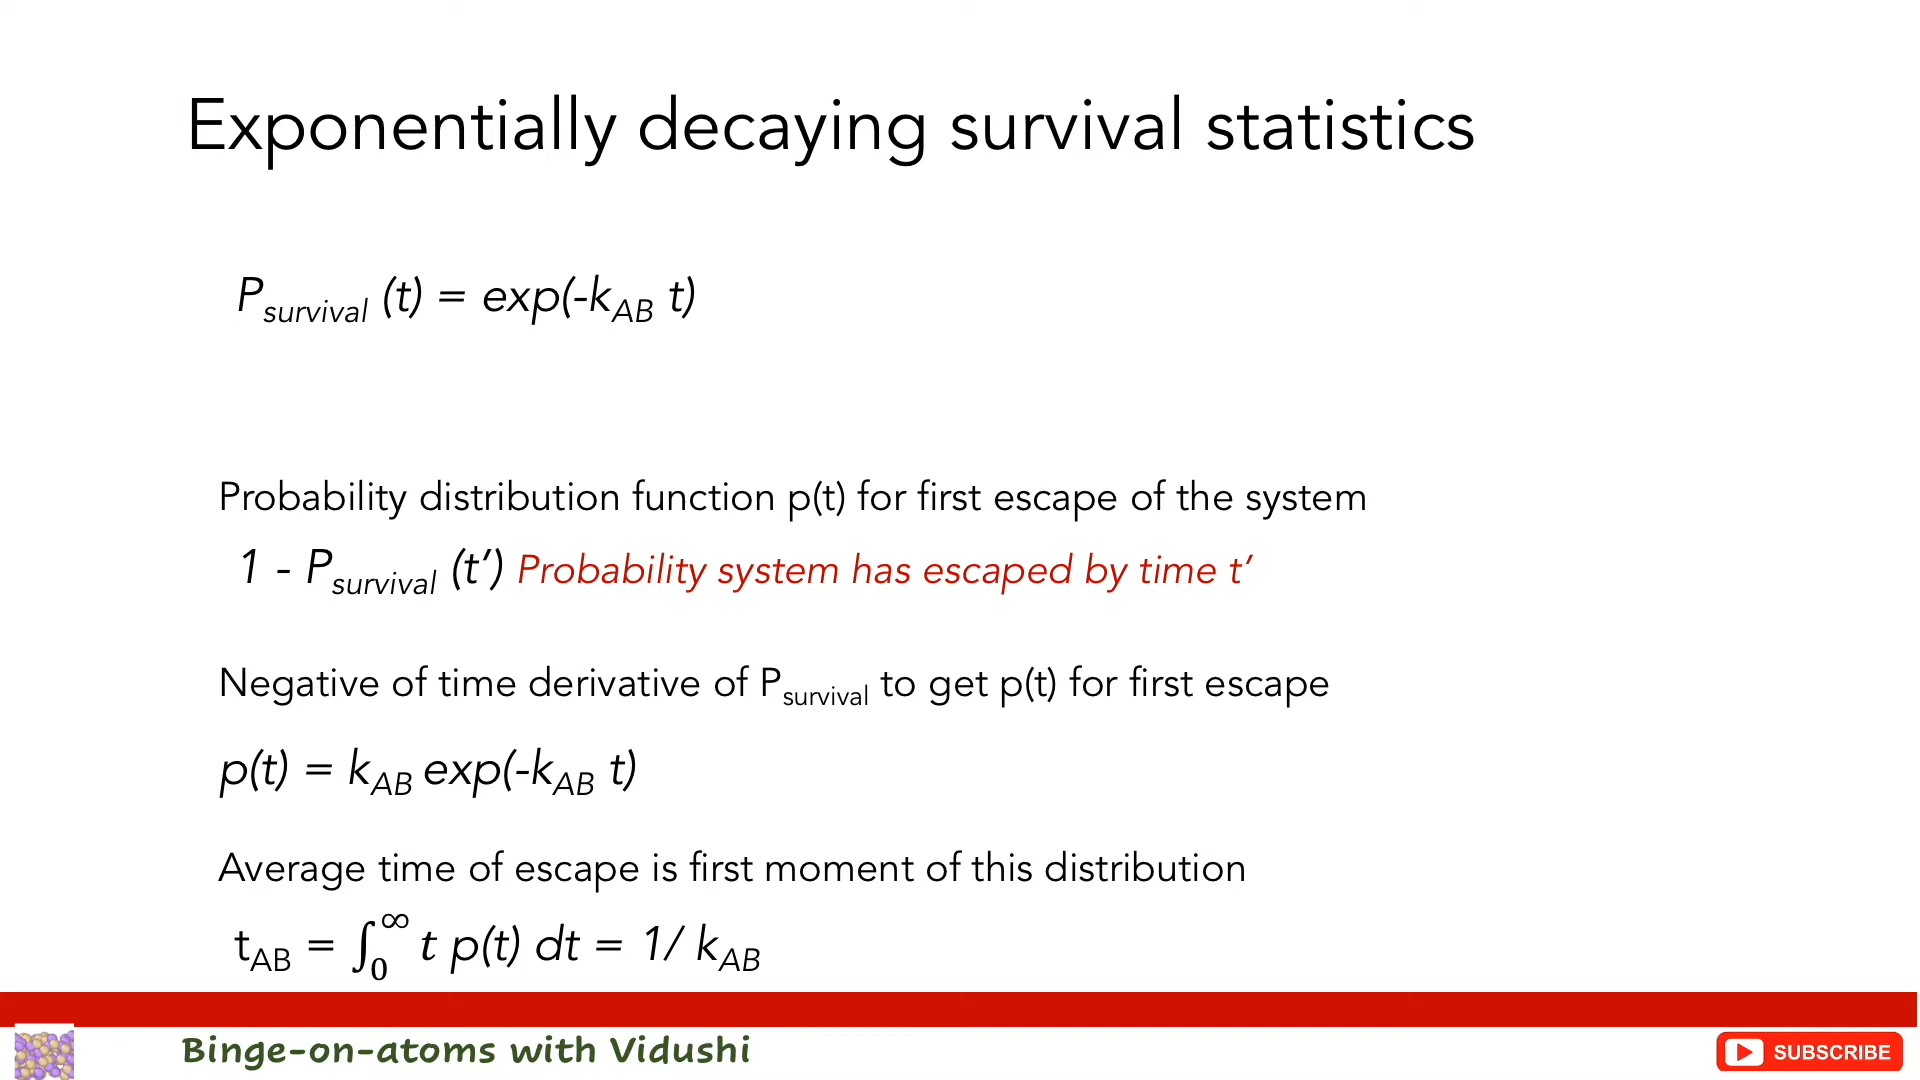 Exponentially decaying survival statistics
P_survival (t) = exp(-k_AB t)
Probability distribution function p(t) for first escape of the system
1 - P_survival (t’) Probability system has escaped by time t’
Negative of time derivative of P_survival to get p(t) for first escape
p(t) = k_AB exp(-k_AB t)
Average time of escape is first moment of this distribution
t_AB = ∫_0^∞ t p(t) dt = 1/ k_AB
Binge-on-atoms with Vidushi
SUBSCRIBE